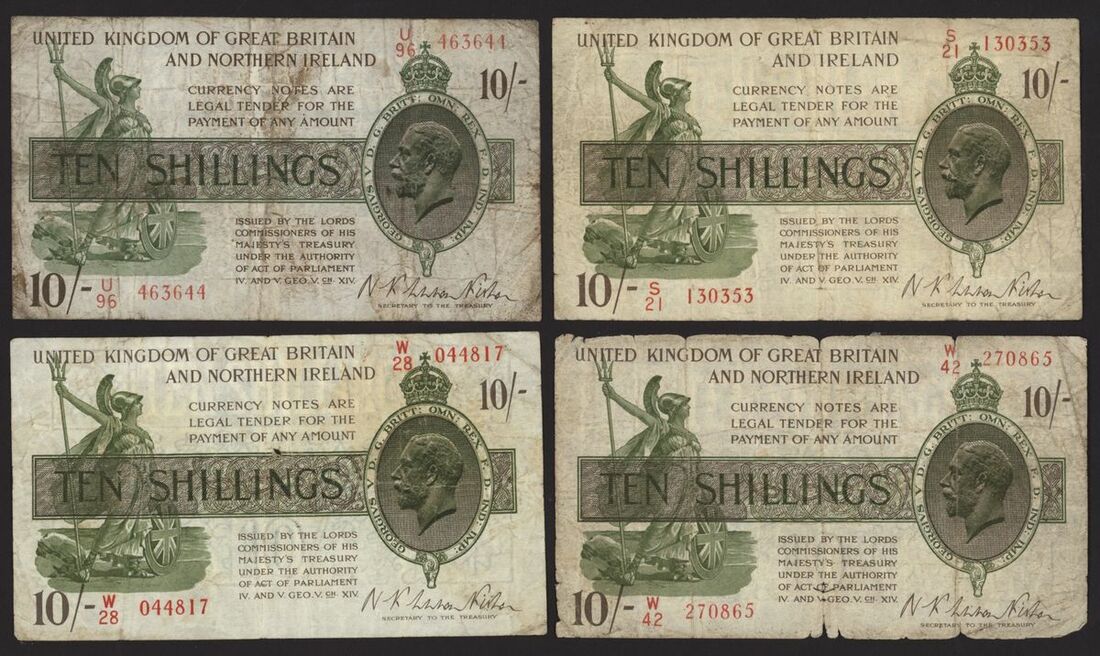 UNITED KINGDOM OF GREAT BRITAIN
AND NORTHERN IRELAND
U
96 463644
10/-
CURRENCY NOTES ARE
LEGAL TENDER FOR THE
PAYMENT OF ANY AMOUNT
GEORGIVS V D. G. BRITT: OMN: REX F. D. IND: IMP:
TEN SHILLINGS
ISSUED BY THE LORDS
COMMISSIONERS OF HIS
MAJESTY'S TREASURY
UNDER THE AUTHORITY
OF ACT OF PARLIAMENT
IV. AND V. GEO. V. CH. XIV.
10/-
U
96 463644
SECRETARY TO THE TREASURY
UNITED KINGDOM OF GREAT BRITAIN
AND IRELAND
S
21 130353
10/-
CURRENCY NOTES ARE
LEGAL TENDER FOR THE
PAYMENT OF ANY AMOUNT
GEORGIVS V D. G. BRITT: OMN: REX F. D. IND: IMP:
TEN SHILLINGS
ISSUED BY THE LORDS
COMMISSIONERS OF HIS
MAJESTY'S TREASURY
UNDER THE AUTHORITY
OF ACT OF PARLIAMENT
IV. AND V. GEO. V. CH. XIV.
10/-
S
21 130353
SECRETARY TO THE TREASURY
UNITED KINGDOM OF GREAT BRITAIN
AND NORTHERN IRELAND
W
28 044817
10/-
CURRENCY NOTES ARE
LEGAL TENDER FOR THE
PAYMENT OF ANY AMOUNT
GEORGIVS V D. G. BRITT: OMN: REX F. D. IND: IMP:
TEN SHILLINGS
ISSUED BY THE LORDS
COMMISSIONERS OF HIS
MAJESTY'S TREASURY
UNDER THE AUTHORITY
OF ACT OF PARLIAMENT
IV. AND V. GEO. V. CH. XIV.
10/-
W
28 044817
SECRETARY TO THE TREASURY
UNITED KINGDOM OF GREAT BRITAIN
AND NORTHERN IRELAND
W
42 270865
10/-
CURRENCY NOTES ARE
LEGAL TENDER FOR THE
PAYMENT OF ANY AMOUNT
GEORGIVS V D. G. BRITT: OMN: REX F. D. IND: IMP:
TEN SHILLINGS
ISSUED BY THE LORDS
COMMISSIONERS OF HIS
MAJESTY'S TREASURY
UNDER THE AUTHORITY
OF ACT OF PARLIAMENT
IV. AND V. GEO. V. CH. XIV.
10/-
W
42 270865
SECRETARY TO THE TREASURY